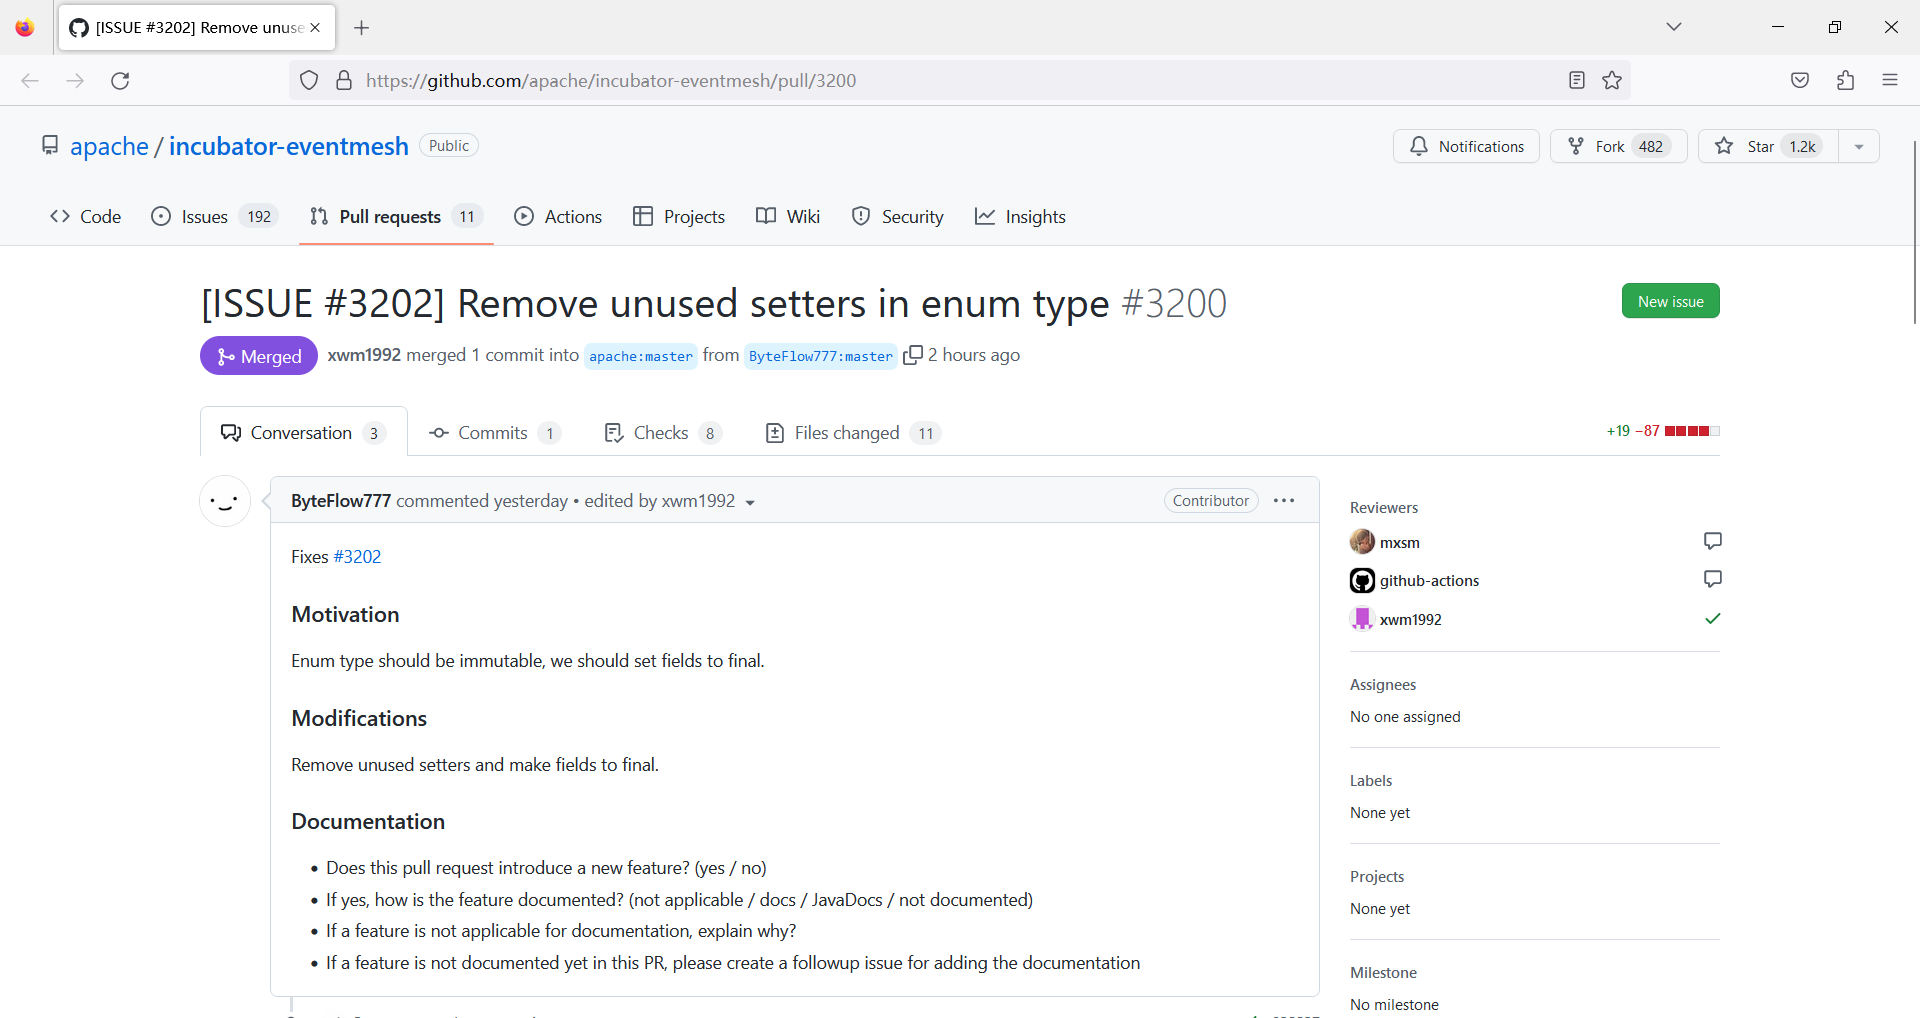 [ISSUE #3202] Remove unuse
https://github.com/apache/incubator-eventmesh/pull/3200
apache / incubator-eventmesh Public
Notifications Fork 482 Star 1.2k
Code Issues 192 Pull requests 11 Actions Projects Wiki Security Insights
[ISSUE #3202] Remove unused setters in enum type #3200
New issue
Merged xwm1992 merged 1 commit into apache:master from ByteFlow777:master 2 hours ago
Conversation 3 Commits 1 Checks 8 Files changed 11
+19 −87
ByteFlow777 commented yesterday • edited by xwm1992
Contributor
Fixes #3202
Motivation
Enum type should be immutable, we should set fields to final.
Modifications
Remove unused setters and make fields to final.
Documentation
• Does this pull request introduce a new feature? (yes / no)
• If yes, how is the feature documented? (not applicable / docs / JavaDocs / not documented)
• If a feature is not applicable for documentation, explain why?
• If a feature is not documented yet in this PR, please create a followup issue for adding the documentation
Reviewers
mxsm
github-actions
xwm1992
Assignees
No one assigned
Labels
None yet
Projects
None yet
Milestone
No milestone